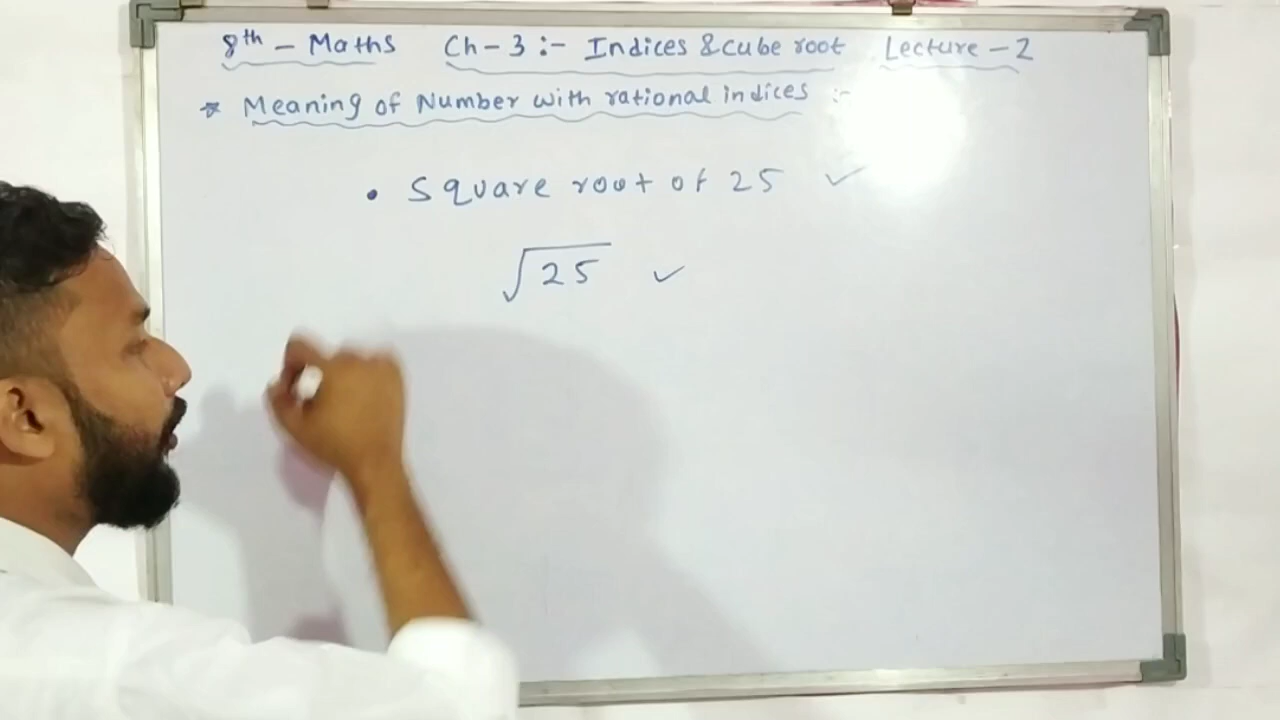 8th - Maths Ch-3 :- Indices & cube root Lecture - 2
* Meaning of Number with rational indices :-
• Square root of 25 ✓
√25 ✓